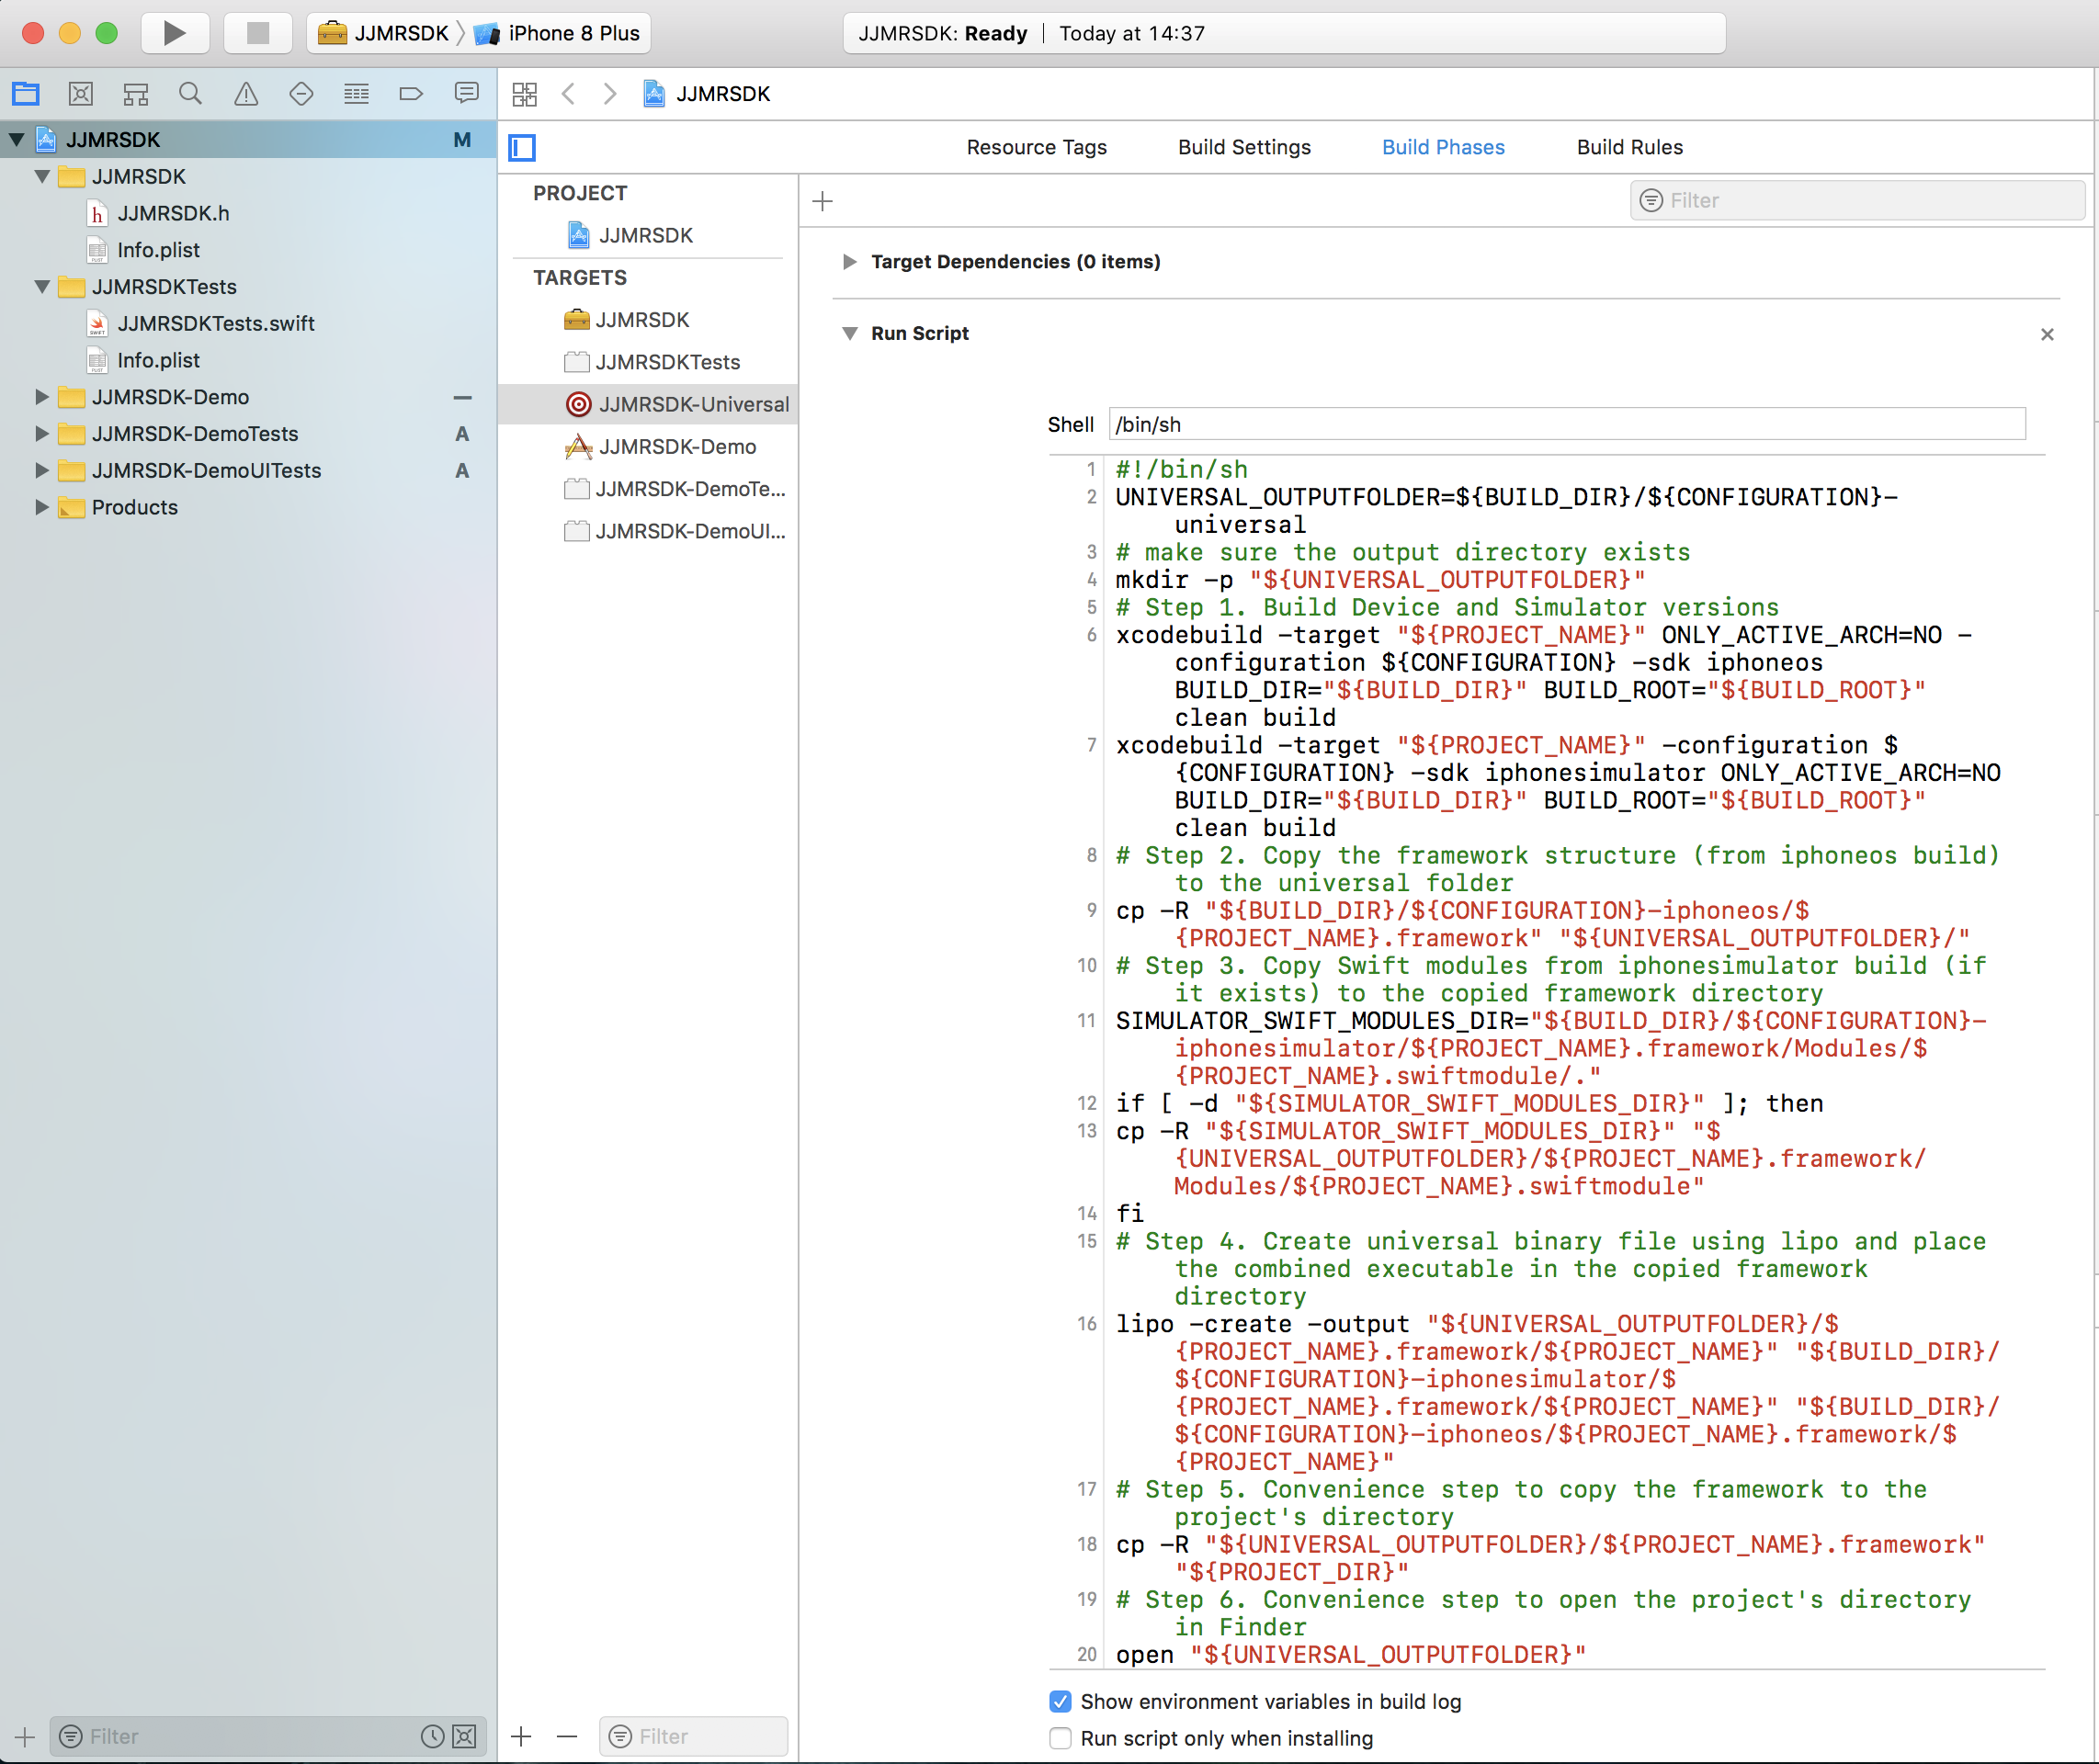 JJMRSDK
iPhone 8 Plus
JJMRSDK: Ready
Today at 14:37
JJMRSDK
JJMRSDK M
JJMRSDK
h JJMRSDK.h
Info.plist
JJMRSDKTests
JJMRSDKTests.swift
Info.plist
JJMRSDK-Demo
JJMRSDK-DemoTests A
JJMRSDK-DemoUITests A
Products
Filter
Resource Tags
Build Settings
Build Phases
Build Rules
PROJECT
JJMRSDK
TARGETS
JJMRSDK
JJMRSDKTests
JJMRSDK-Universal
JJMRSDK-Demo
JJMRSDK-DemoTe...
JJMRSDK-DemoUI...
Filter
Filter
Target Dependencies (0 items)
Run Script
Shell /bin/sh
1 #!/bin/sh
2 UNIVERSAL_OUTPUTFOLDER=${BUILD_DIR}/${CONFIGURATION}-
universal
3 # make sure the output directory exists
4 mkdir -p "${UNIVERSAL_OUTPUTFOLDER}"
5 # Step 1. Build Device and Simulator versions
6 xcodebuild -target "${PROJECT_NAME}" ONLY_ACTIVE_ARCH=NO -
configuration ${CONFIGURATION} -sdk iphoneos
BUILD_DIR="${BUILD_DIR}" BUILD_ROOT="${BUILD_ROOT}"
clean build
7 xcodebuild -target "${PROJECT_NAME}" -configuration $
{CONFIGURATION} -sdk iphonesimulator ONLY_ACTIVE_ARCH=NO
BUILD_DIR="${BUILD_DIR}" BUILD_ROOT="${BUILD_ROOT}"
clean build
8 # Step 2. Copy the framework structure (from iphoneos build)
to the universal folder
9 cp -R "${BUILD_DIR}/${CONFIGURATION}-iphoneos/$
{PROJECT_NAME}.framework" "${UNIVERSAL_OUTPUTFOLDER}/"
10 # Step 3. Copy Swift modules from iphonesimulator build (if
it exists) to the copied framework directory
11 SIMULATOR_SWIFT_MODULES_DIR="${BUILD_DIR}/${CONFIGURATION}-
iphonesimulator/${PROJECT_NAME}.framework/Modules/$
{PROJECT_NAME}.swiftmodule/."
12 if [ -d "${SIMULATOR_SWIFT_MODULES_DIR}" ]; then
13 cp -R "${SIMULATOR_SWIFT_MODULES_DIR}" "$
{UNIVERSAL_OUTPUTFOLDER}/${PROJECT_NAME}.framework/
Modules/${PROJECT_NAME}.swiftmodule"
14 fi
15 # Step 4. Create universal binary file using lipo and place
the combined executable in the copied framework
directory
16 lipo -create -output "${UNIVERSAL_OUTPUTFOLDER}/$
{PROJECT_NAME}.framework/${PROJECT_NAME}" "${BUILD_DIR}/
${CONFIGURATION}-iphonesimulator/$
{PROJECT_NAME}.framework/${PROJECT_NAME}" "${BUILD_DIR}/
${CONFIGURATION}-iphoneos/${PROJECT_NAME}.framework/$
{PROJECT_NAME}"
17 # Step 5. Convenience step to copy the framework to the
project's directory
18 cp -R "${UNIVERSAL_OUTPUTFOLDER}/${PROJECT_NAME}.framework"
"${PROJECT_DIR}"
19 # Step 6. Convenience step to open the project's directory
in Finder
20 open "${UNIVERSAL_OUTPUTFOLDER}"
Show environment variables in build log
Run script only when installing